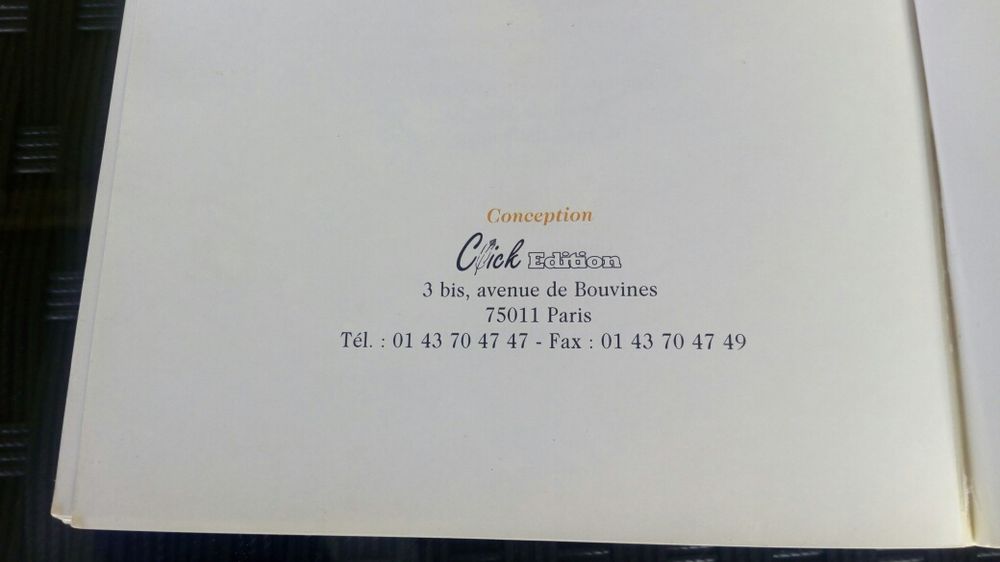 Conception
Click Edition
3 bis, avenue de Bouvines
75011 Paris
Tél. : 01 43 70 47 47 - Fax : 01 43 70 47 49